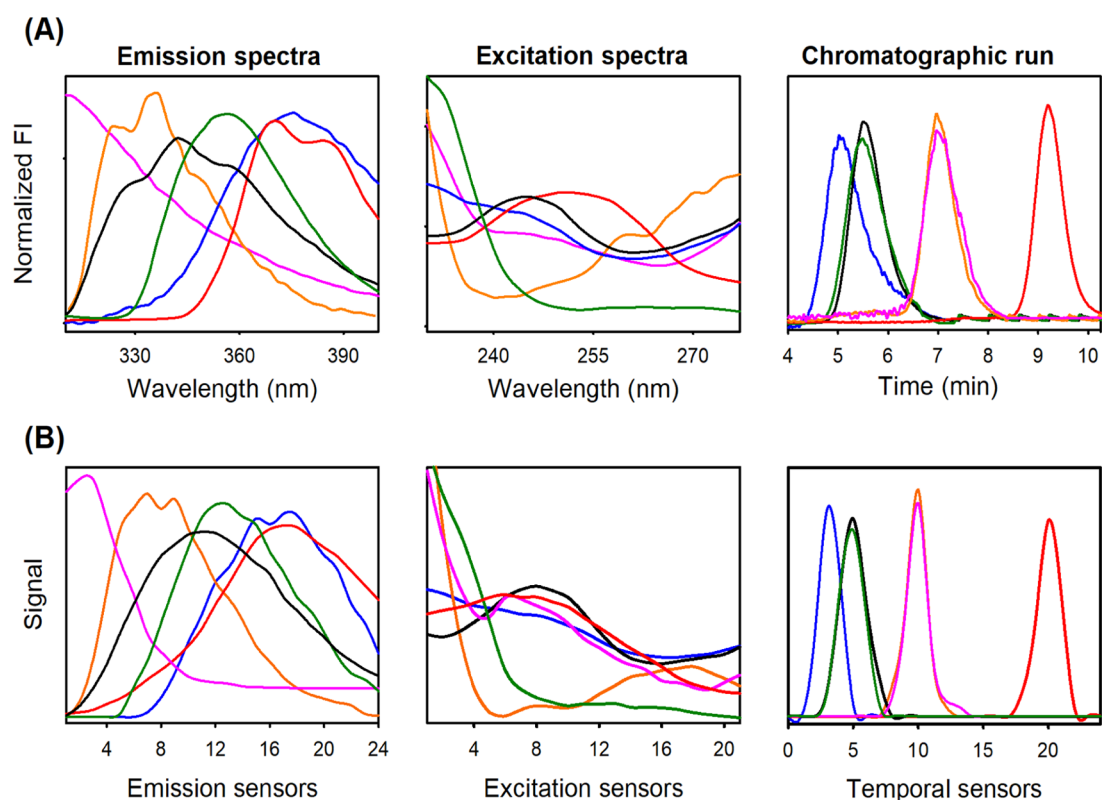 (A)
Emission spectra
Excitation spectra
Chromatographic run
Normalized FI
330 360 390
240 255 270
4 5 6 7 8 9 10
Wavelength (nm)
Wavelength (nm)
Time (min)
(B)
Signal
4 8 12 16 20 24
4 8 12 16 20
0 5 10 15 20
Emission sensors
Excitation sensors
Temporal sensors